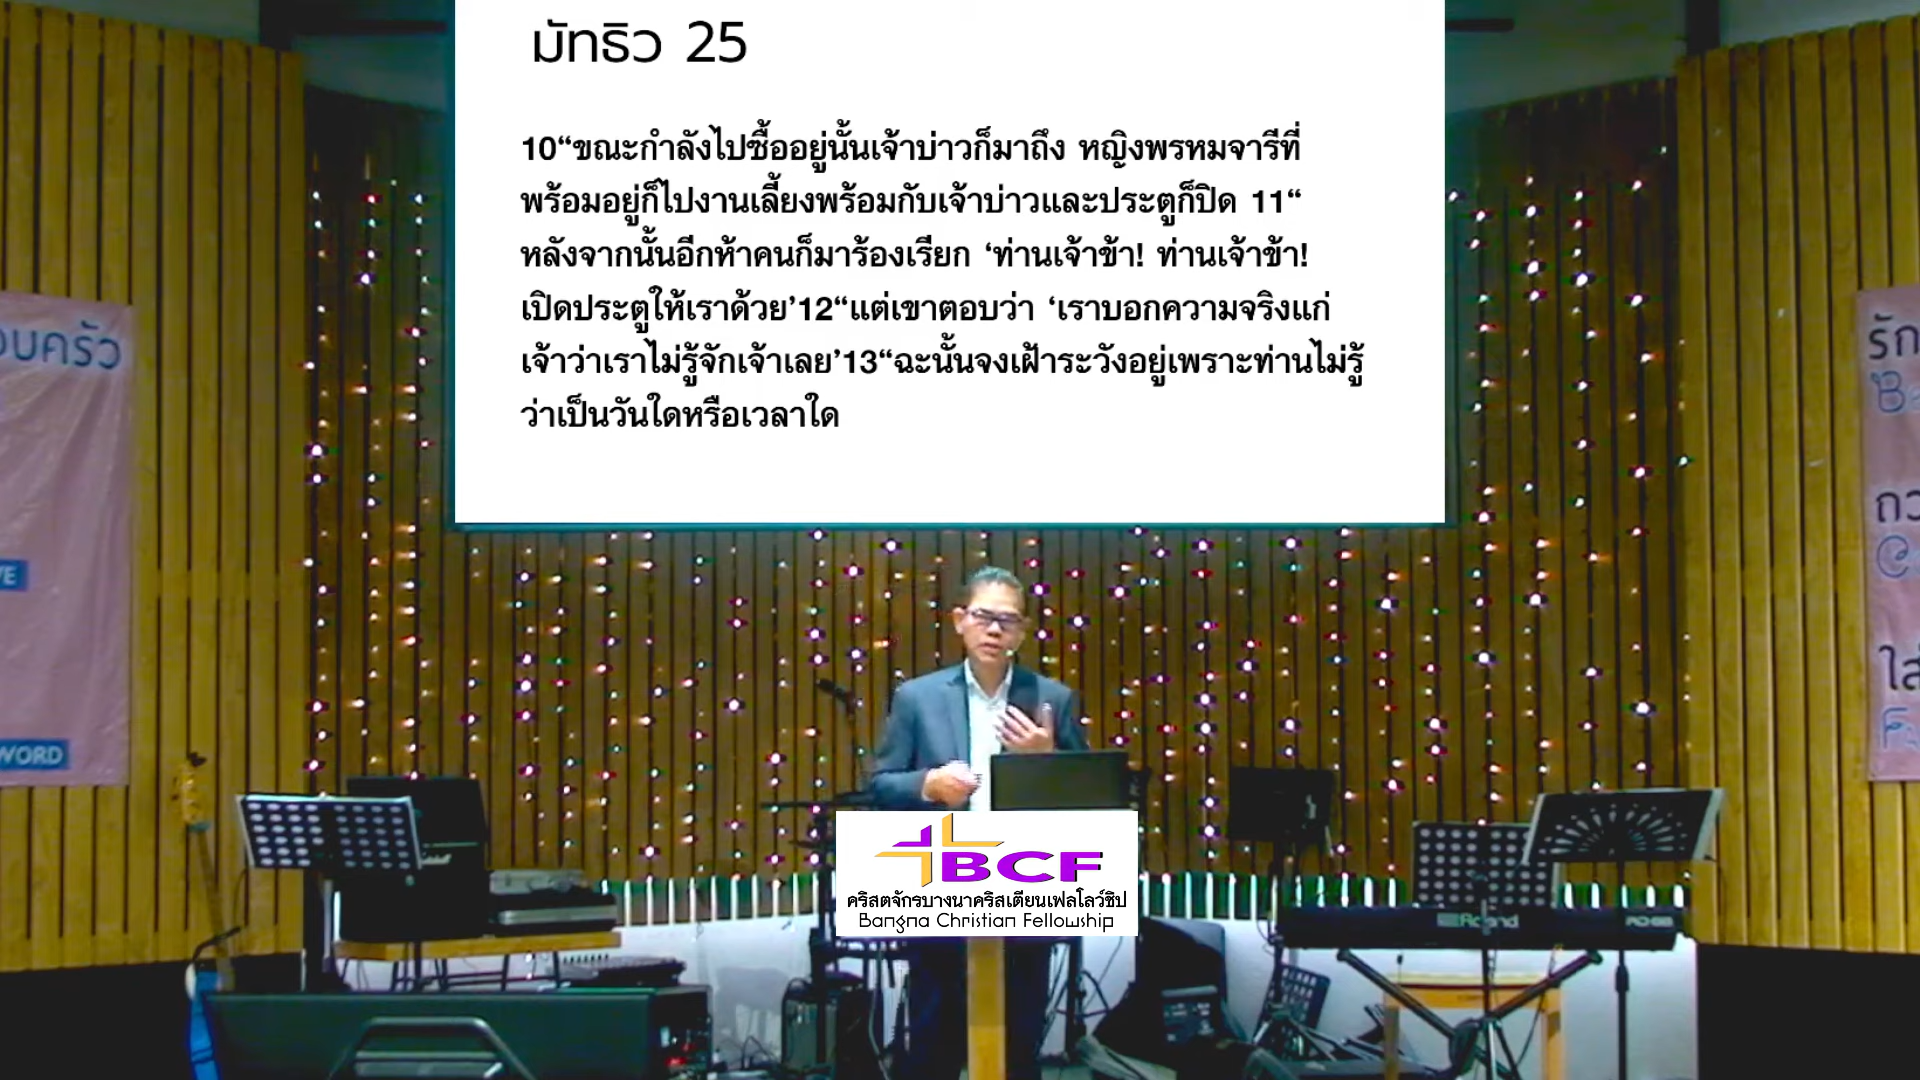 มัทธิว 25
10“ขณะกำลังไปซื้ออยู่นั้นเจ้าบ่าวก็มาถึง หญิงพรหมจารีที่
พร้อมอยู่ก็ไปงานเลี้ยงพร้อมกับเจ้าบ่าวและประตูก็ปิด 11“
หลังจากนั้นอีกห้าคนก็มาร้องเรียก ‘ท่านเจ้าข้า! ท่านเจ้าข้า!
เปิดประตูให้เราด้วย’12“แต่เขาตอบว่า ‘เราบอกความจริงแก่
เจ้าว่าเราไม่รู้จักเจ้าเลย’13“ฉะนั้นจงเฝ้าระวังอยู่เพราะท่านไม่รู้
ว่าเป็นวันใดหรือเวลาใด
WORD
รัก
BCF
คริสตจักรบางนาคริสเตียนเฟลโลว์ชิป
Bangna Christian Fellowship
Roland